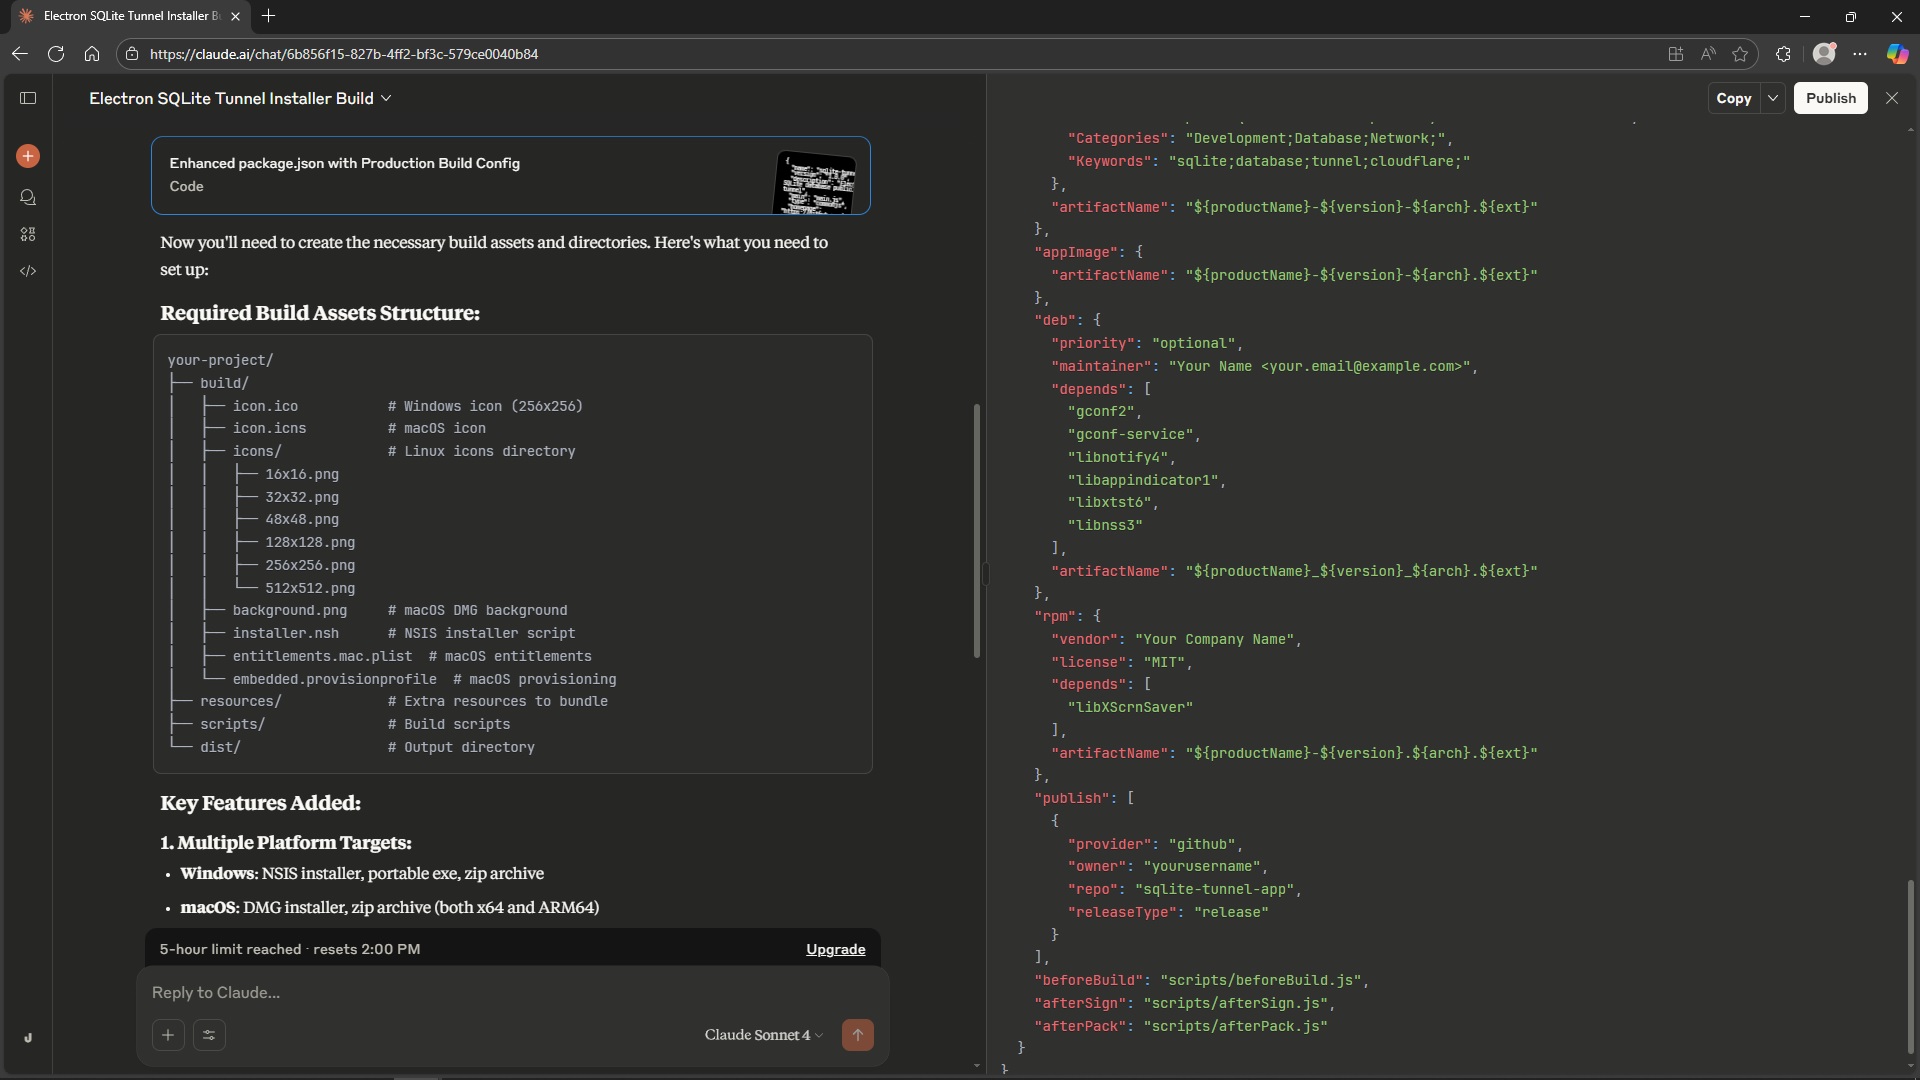 Electron SQLite Tunnel Installer B
https://claude.ai/chat/6b856f15-827b-4ff2-bf3c-579ce0040b84
Electron SQLite Tunnel Installer Build
Copy
Publish
Enhanced package.json with Production Build Config
Code
Now you'll need to create the necessary build assets and directories. Here's what you need to
set up:
Required Build Assets Structure:
your-project/
├── build/
│   ├── icon.ico           # Windows icon (256x256)
│   ├── icon.icns          # macOS icon
│   ├── icons/             # Linux icons directory
│   │   ├── 16x16.png
│   │   ├── 32x32.png
│   │   ├── 48x48.png
│   │   ├── 128x128.png
│   │   ├── 256x256.png
│   │   └── 512x512.png
│   ├── background.png     # macOS DMG background
│   ├── installer.nsh      # NSIS installer script
│   ├── entitlements.mac.plist  # macOS entitlements
│   └── embedded.provisionprofile  # macOS provisioning
├── resources/             # Extra resources to bundle
├── scripts/               # Build scripts
└── dist/                  # Output directory
Key Features Added:
1. Multiple Platform Targets:
• Windows: NSIS installer, portable exe, zip archive
• macOS: DMG installer, zip archive (both x64 and ARM64)
5-hour limit reached · resets 2:00 PM
Upgrade
Reply to Claude...
Claude Sonnet 4
J
"Categories": "Development;Database;Network;",
"Keywords": "sqlite;database;tunnel;cloudflare;"
},
"artifactName": "${productName}-${version}-${arch}.${ext}"
},
"appImage": {
"artifactName": "${productName}-${version}-${arch}.${ext}"
},
"deb": {
"priority": "optional",
"maintainer": "Your Name <your.email@example.com>",
"depends": [
"gconf2",
"gconf-service",
"libnotify4",
"libappindicator1",
"libxtst6",
"libnss3"
],
"artifactName": "${productName}_${version}_${arch}.${ext}"
},
"rpm": {
"vendor": "Your Company Name",
"license": "MIT",
"depends": [
"libXScrnSaver"
],
"artifactName": "${productName}-${version}.${arch}.${ext}"
},
"publish": [
{
"provider": "github",
"owner": "yourusername",
"repo": "sqlite-tunnel-app",
"releaseType": "release"
}
],
"beforeBuild": "scripts/beforeBuild.js",
"afterSign": "scripts/afterSign.js",
"afterPack": "scripts/afterPack.js"
}
}